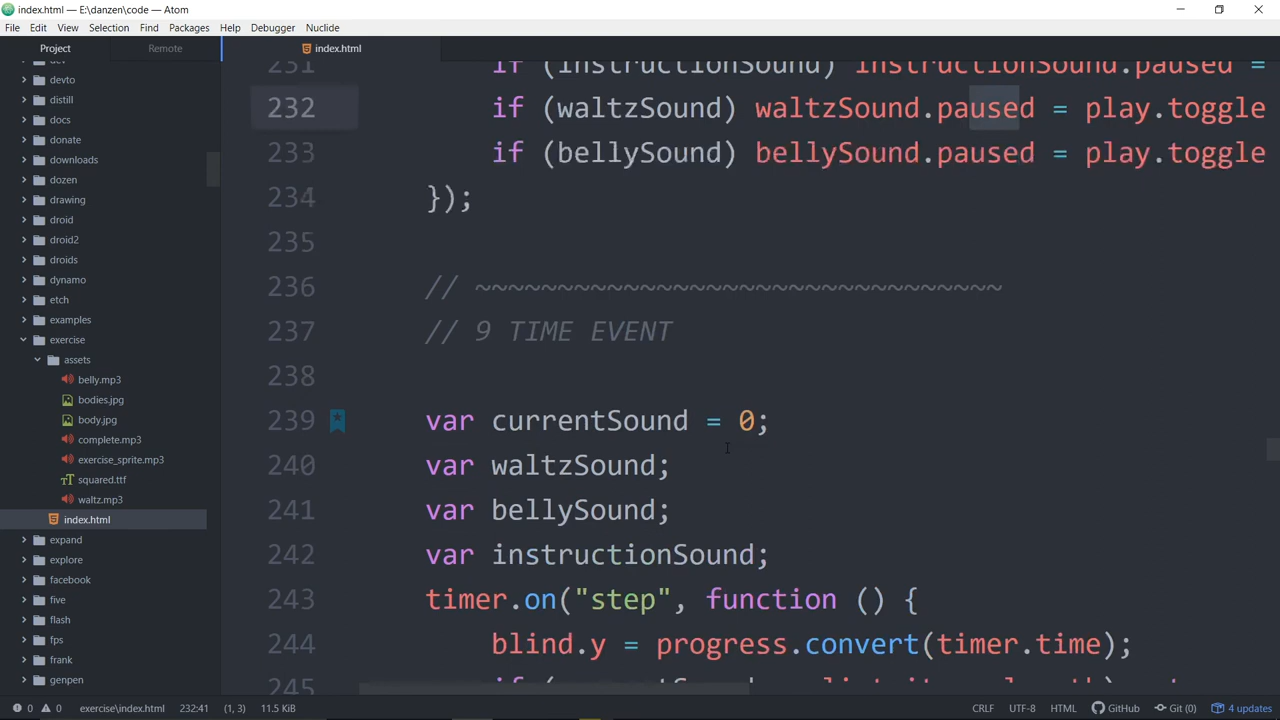 index.html — E:\danzen\code — Atom
File Edit View Selection Find Packages Help Debugger Nuclide
Project Remote index.html
dev
devto
distill
docs
donate
downloads
dozen
drawing
droid
droid2
droids
dynamo
etch
examples
exercise
assets
belly.mp3
bodies.jpg
body.jpg
complete.mp3
exercise_sprite.mp3
squared.ttf
waltz.mp3
index.html
expand
explore
facebook
five
flash
fps
frank
genpen
231 if (instructionSound) instructionSound.paused =
232 if (waltzSound) waltzSound.paused = play.toggle
233 if (bellySound) bellySound.paused = play.toggle
234 });
235
236 // ~~~~~~~~~~~~~~~~~~~~~~~~~~~~~~~~
237 // 9 TIME EVENT
238
239 var currentSound = 0;
240 var waltzSound;
241 var bellySound;
242 var instructionSound;
243 timer.on("step", function () {
244 blind.y = progress.convert(timer.time);
245
0 0 exercise\index.html 232:41 (1, 3) 11.5 KiB CRLF UTF-8 HTML GitHub Git (0) 4 updates